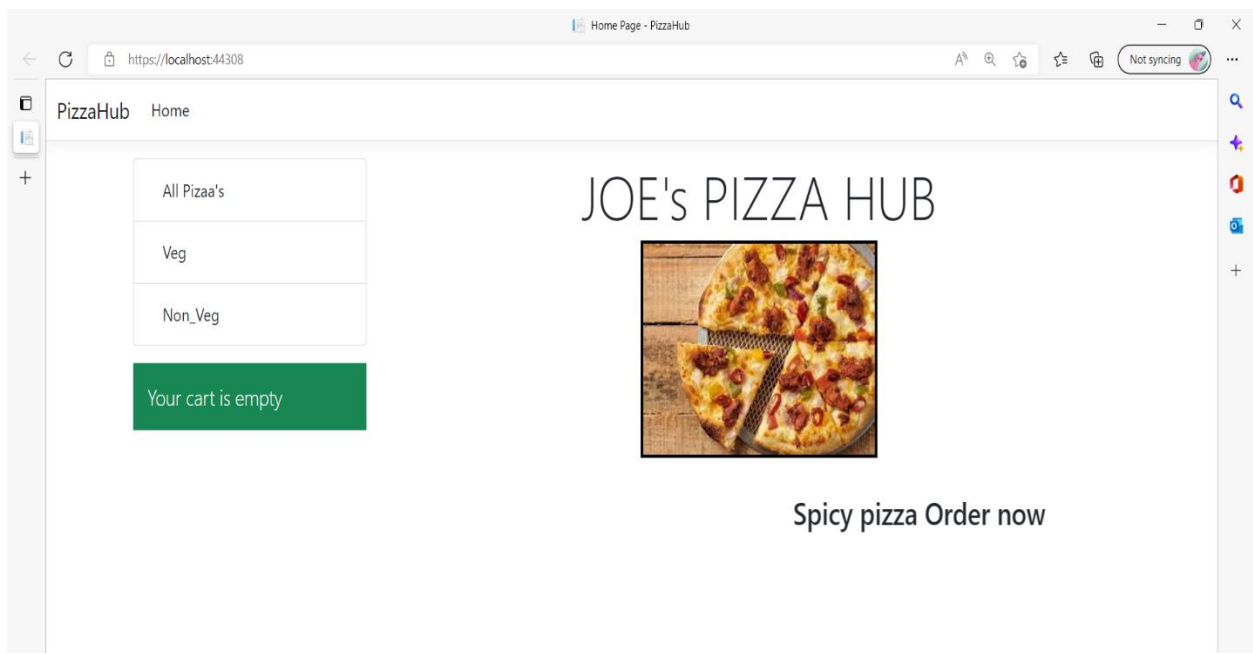 Home Page - PizzaHub
https://localhost:44308
Not syncing
PizzaHub Home
All Pizaa's
Veg
Non_Veg
Your cart is empty
JOE's PIZZA HUB
Spicy pizza Order now